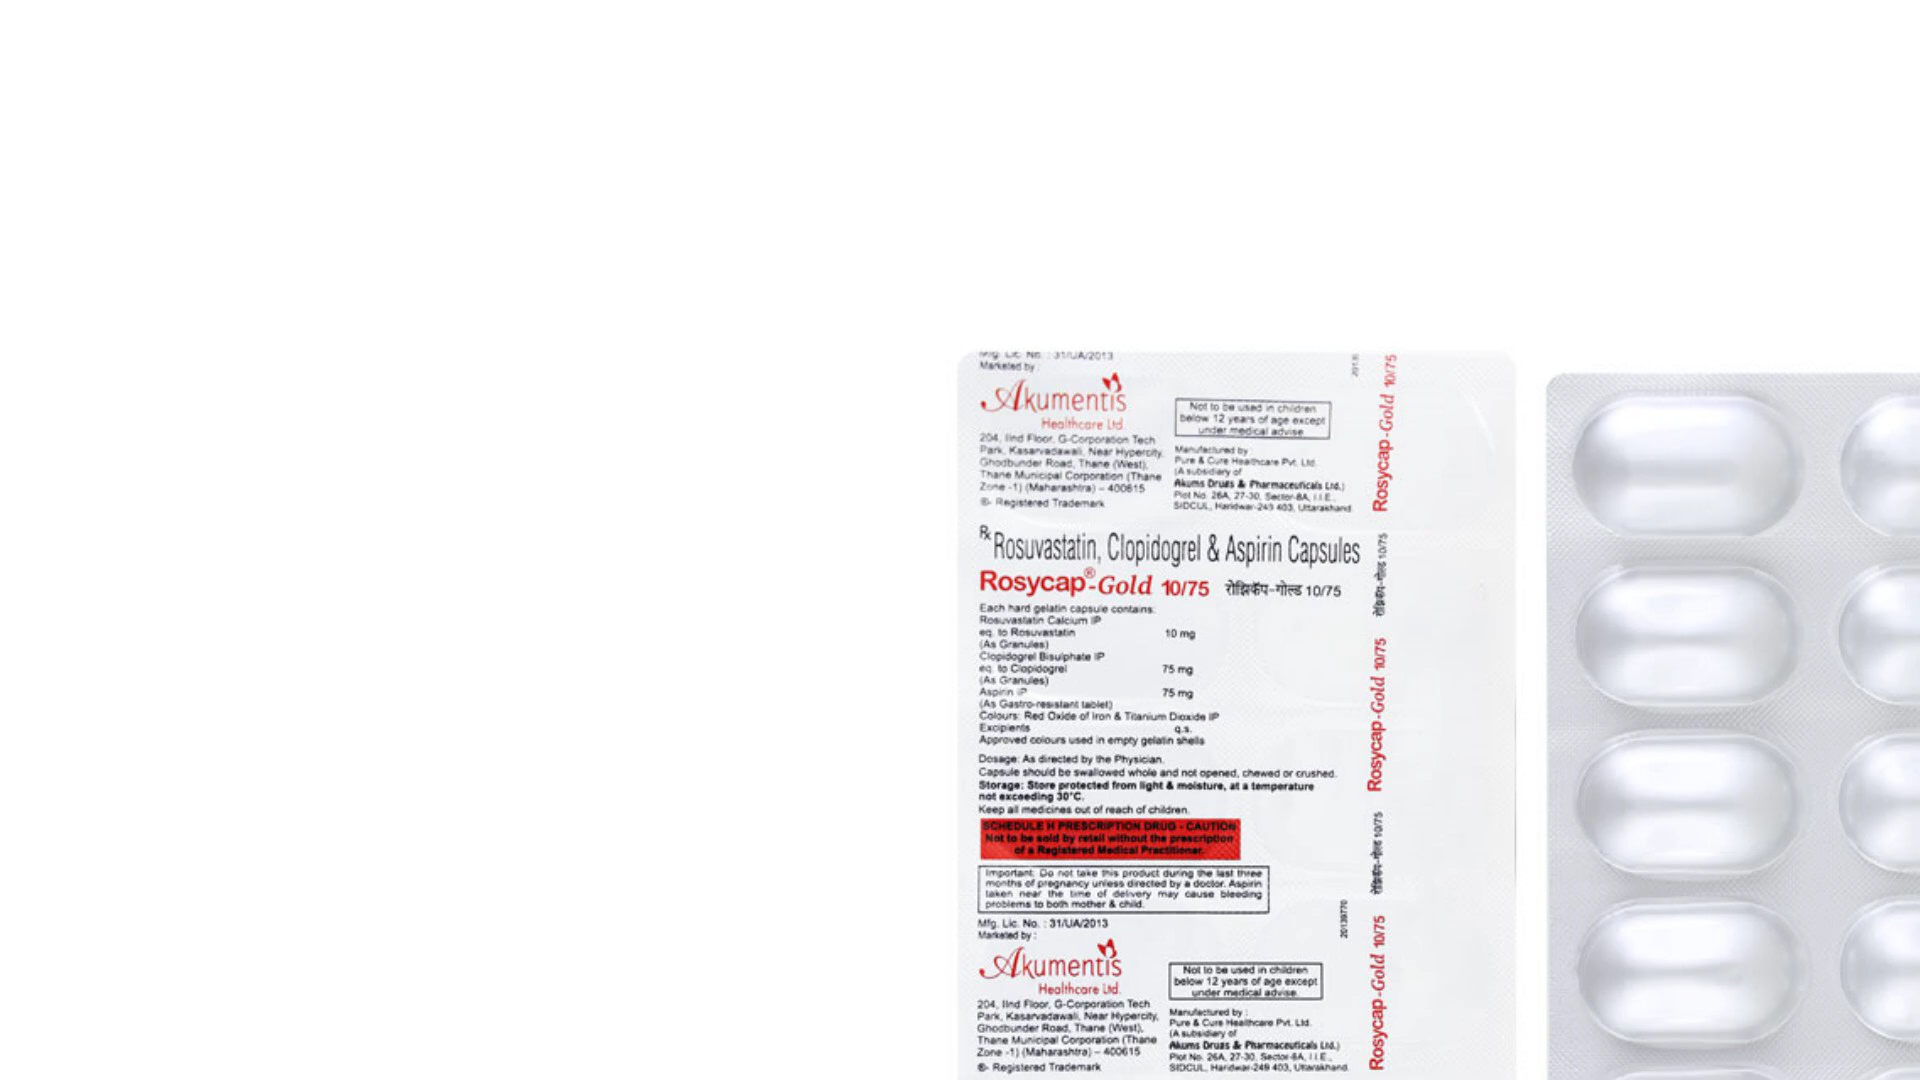 Mfg. Lic. No. : 31/UA/2013
Marketed by :
Akumentis
Healthcare Ltd.
204, IInd Floor, G-Corporation Tech
Park, Kasarvadawali, Near Hypercity,
Ghodbunder Road, Thane (West),
Thane Municipal Corporation (Thane
Zone -1) (Maharashtra) – 400615
®- Registered Trademark
Not to be used in children
below 12 years of age except
under medical advise.
Manufactured by
Pure & Cure Healthcare Pvt. Ltd.
(A subsidiary of
Akums Drugs & Pharmaceuticals Ltd.)
Plot No. 26A, 27-30, Sector-8A, I.I.E.,
SIDCUL, Haridwar-249 403, Uttarakhand.
Rx Rosuvastatin, Clopidogrel & Aspirin Capsules
Rosycap®-Gold 10/75 रोझिकॅप-गोल्ड 10/75
Each hard gelatin capsule contains:
Rosuvastatin Calcium IP
eq. to Rosuvastatin 10 mg
(As Granules)
Clopidogrel Bisulphate IP
eq. to Clopidogrel 75 mg
(As Granules)
Aspirin IP 75 mg
(As Gastro-resistant tablet)
Colours: Red Oxide of Iron & Titanium Dioxide IP
Excipients q.s.
Approved colours used in empty gelatin shells
Dosage: As directed by the Physician.
Capsule should be swallowed whole and not opened, chewed or crushed.
Storage: Store protected from light & moisture, at a temperature
not exceeding 30°C.
Keep all medicines out of reach of children.
SCHEDULE H PRESCRIPTION DRUG - CAUTION
Not to be sold by retail without the prescription
of a Registered Medical Practitioner.
Important: Do not take this product during the last three
months of pregnancy unless directed by a doctor. Aspirin
taken near the time of delivery may cause bleeding
problems to both mother & child.
Mfg. Lic. No. : 31/UA/2013
Marketed by :
Akumentis
Healthcare Ltd.
204, IInd Floor, G-Corporation Tech
Park, Kasarvadawali, Near Hypercity,
Ghodbunder Road, Thane (West),
Thane Municipal Corporation (Thane
Zone -1) (Maharashtra) – 400615
®- Registered Trademark
20139770
Not to be used in children
below 12 years of age except
under medical advise.
Manufactured by :
Pure & Cure Healthcare Pvt. Ltd.
(A subsidiary of
Akums Drugs & Pharmaceuticals Ltd.)
Plot No. 26A, 27-30, Sector-8A, I.I.E.,
SIDCUL, Haridwar-249 403, Uttarakhand.
Rosycap-Gold 10/75
रोझिकॅप-गोल्ड 10/75
Rosycap-Gold 10/75
रोझिकॅप-गोल्ड 10/75
Rosycap-Gold 10/75